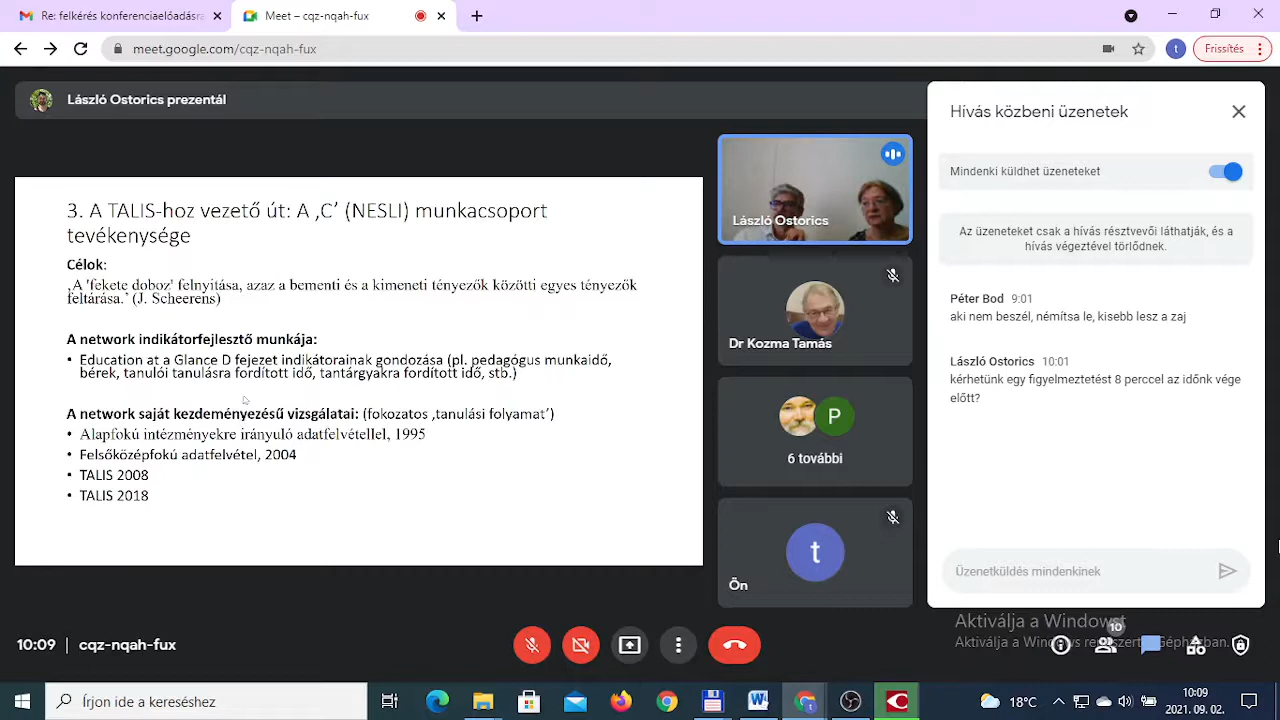 Re: felkérés konferenciaelőadásra
Meet – cqz-nqah-fux
meet.google.com/cqz-nqah-fux
t
Frissítés
László Ostorics prezentál
3. A TALIS-hoz vezető út: A ‚C’ (NESLI) munkacsoport
tevékenysége
Célok:
‚A 'fekete doboz' felnyitása, azaz a bementi és a kimeneti tényezők közötti egyes tényezők
feltárása.’ (J. Scheerens)
A network indikátorfejlesztő munkája:
• Education at a Glance D fejezet indikátorainak gondozása (pl. pedagógus munkaidő,
bérek, tanulói tanulásra fordított idő, tantárgyakra fordított idő, stb.)
A network saját kezdeményezésű vizsgálatai: (fokozatos ‚tanulási folyamat’)
• Alapfokú intézményekre irányuló adatfelvétellel, 1995
• Felsőközépfokú adatfelvétel, 2004
• TALIS 2008
• TALIS 2018
László Ostorics
Dr Kozma Tamás
P
6 további
t
Ön
Hívás közbeni üzenetek
Mindenki küldhet üzeneteket
Az üzeneteket csak a hívás résztvevői láthatják, és a
hívás végeztével törlődnek.
Péter Bod 9:01
aki nem beszél, némítsa le, kisebb lesz a zaj
László Ostorics 10:01
kérhetünk egy figyelmeztetést 8 perccel az időnk vége
előtt?
Üzenetküldés mindenkinek
Aktiválja a Windowst
Aktiválja a Windows rendszert a Gépházban.
10:09 | cqz-nqah-fux
10
Írjon ide a kereséshez
18°C
10:09
2021. 09. 02.